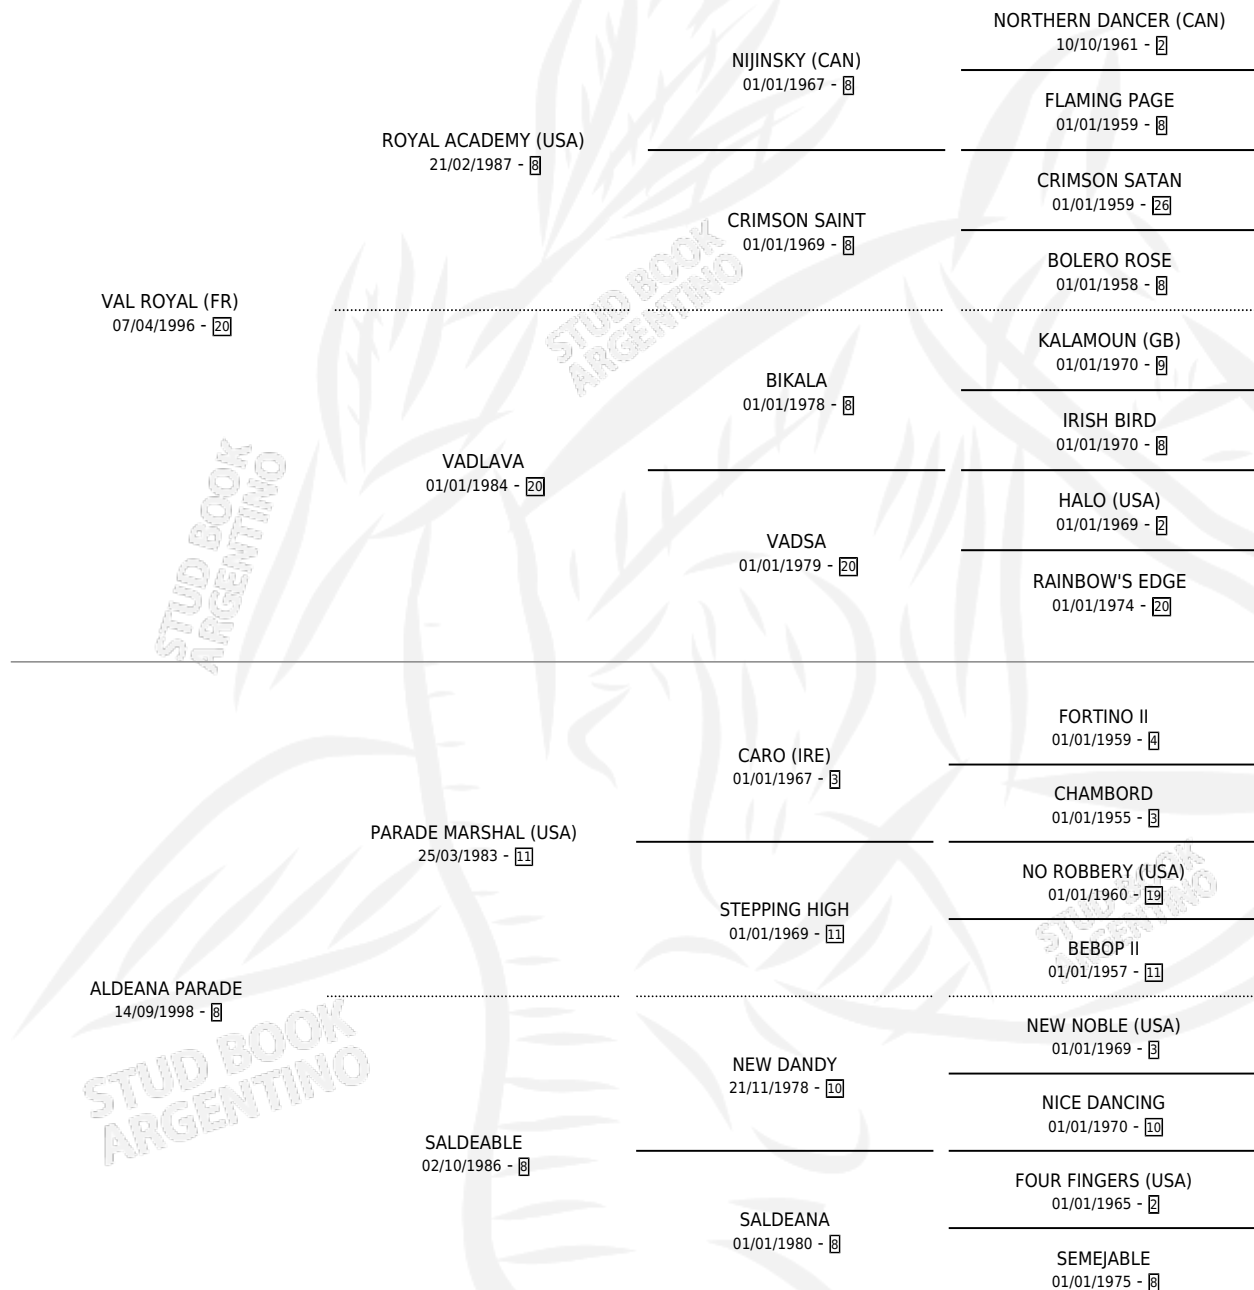 NORTHERN DANCER (CAN)
10/10/1961 - 2
NIJINSKY (CAN)
01/01/1967 - 8
FLAMING PAGE
01/01/1959 - 8
ROYAL ACADEMY (USA)
21/02/1987 - 8
CRIMSON SATAN
01/01/1959 - 26
CRIMSON SAINT
01/01/1969 - 8
BOLERO ROSE
01/01/1958 - 8
VAL ROYAL (FR)
07/04/1996 - 20
KALAMOUN (GB)
01/01/1970 - 9
BIKALA
01/01/1978 - 8
IRISH BIRD
01/01/1970 - 8
VADLAVA
01/01/1984 - 20
HALO (USA)
01/01/1969 - 2
VADSA
01/01/1979 - 20
RAINBOW'S EDGE
01/01/1974 - 20
FORTINO II
01/01/1959 - 4
CARO (IRE)
01/01/1967 - 3
CHAMBORD
01/01/1955 - 3
PARADE MARSHAL (USA)
25/03/1983 - 11
NO ROBBERY (USA)
01/01/1960 - 19
STEPPING HIGH
01/01/1969 - 11
BEBOP II
01/01/1957 - 11
ALDEANA PARADE
14/09/1998 - 8
NEW NOBLE (USA)
01/01/1969 - 3
NEW DANDY
21/11/1978 - 10
NICE DANCING
01/01/1970 - 10
SALDEABLE
02/10/1986 - 8
FOUR FINGERS (USA)
01/01/1965 - 2
SALDEANA
01/01/1980 - 8
SEMEJABLE
01/01/1975 - 8
STUD BOOK
ARGENTINO
STUD BOOK
ARGENTINO
STUD BOOK
ARGENTINO
STUD BOOK
ARGENTINO